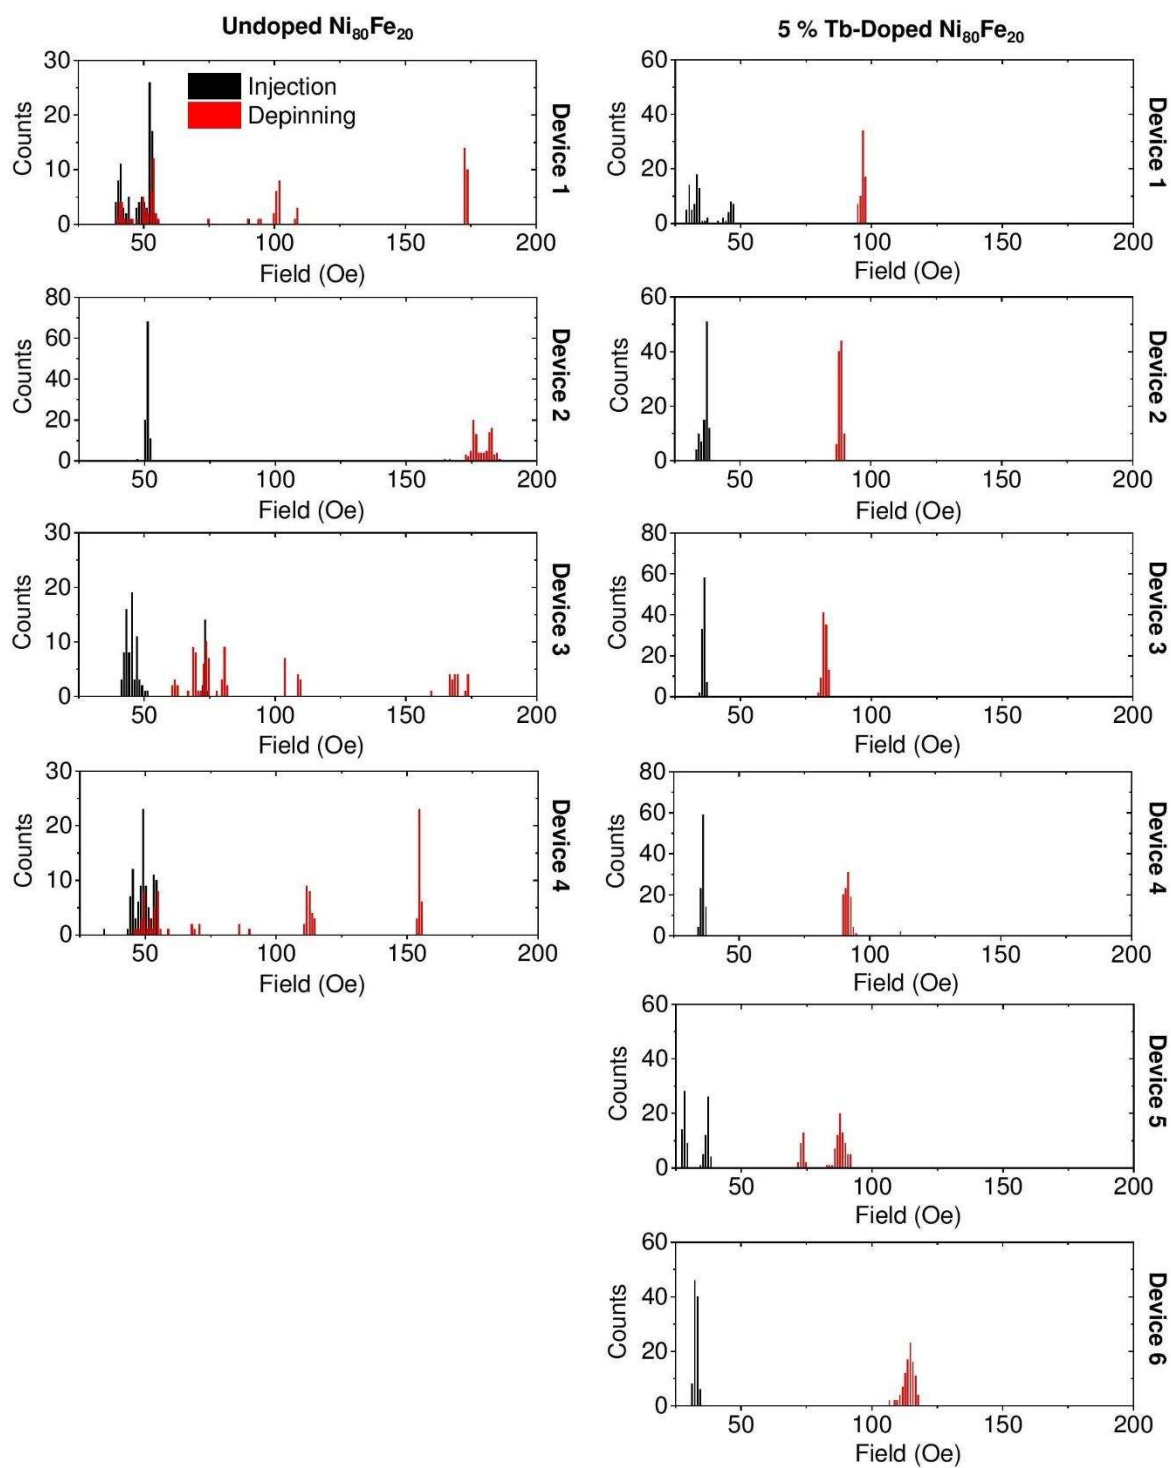 Undoped Ni₈₀Fe₂₀
30
20
10
0
Counts
Injection
Depinning
50 100 150 200
Field (Oe)
Device 1
80
60
40
20
0
Counts
50 100 150 200
Field (Oe)
Device 2
30
20
10
0
Counts
50 100 150 200
Field (Oe)
Device 3
30
20
10
0
Counts
50 100 150 200
Field (Oe)
Device 4
5 % Tb-Doped Ni₈₀Fe₂₀
60
40
20
0
Counts
50 100 150 200
Field (Oe)
Device 1
60
40
20
0
Counts
50 100 150 200
Field (Oe)
Device 2
80
60
40
20
0
Counts
50 100 150 200
Field (Oe)
Device 3
80
60
40
20
0
Counts
50 100 150 200
Field (Oe)
Device 4
60
40
20
0
Counts
50 100 150 200
Field (Oe)
Device 5
60
40
20
0
Counts
50 100 150 200
Field (Oe)
Device 6